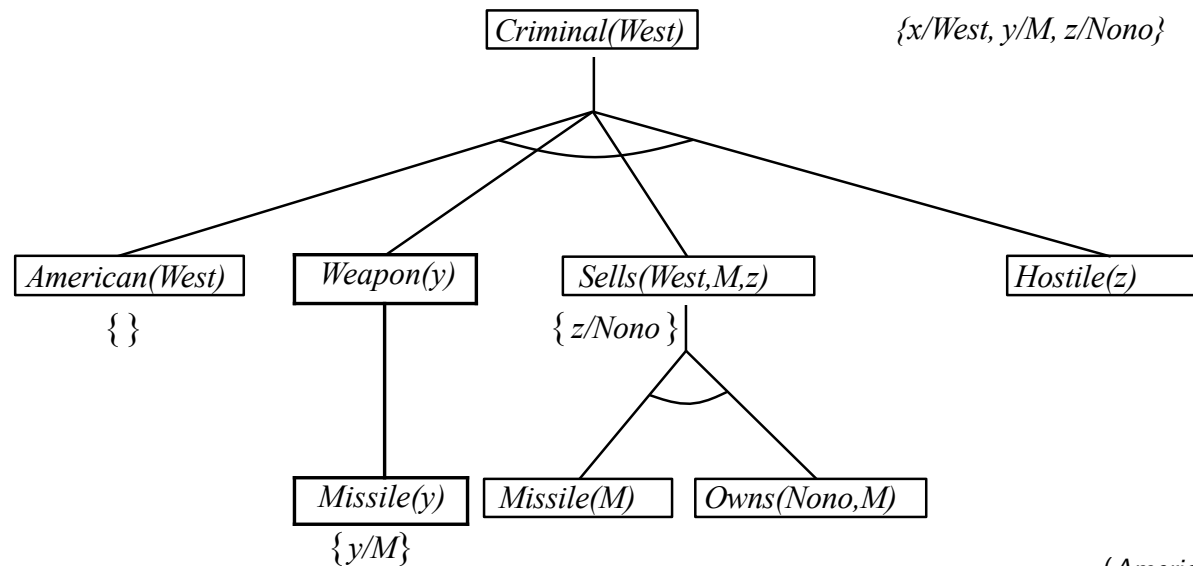 Criminal(West) {x/West, y/M, z/Nono}
American(West) Weapon(y) Sells(West,M,z) Hostile(z)
{ } { z/Nono }
Missile(y) Missile(M) Owns(Nono,M)
{ y/M}